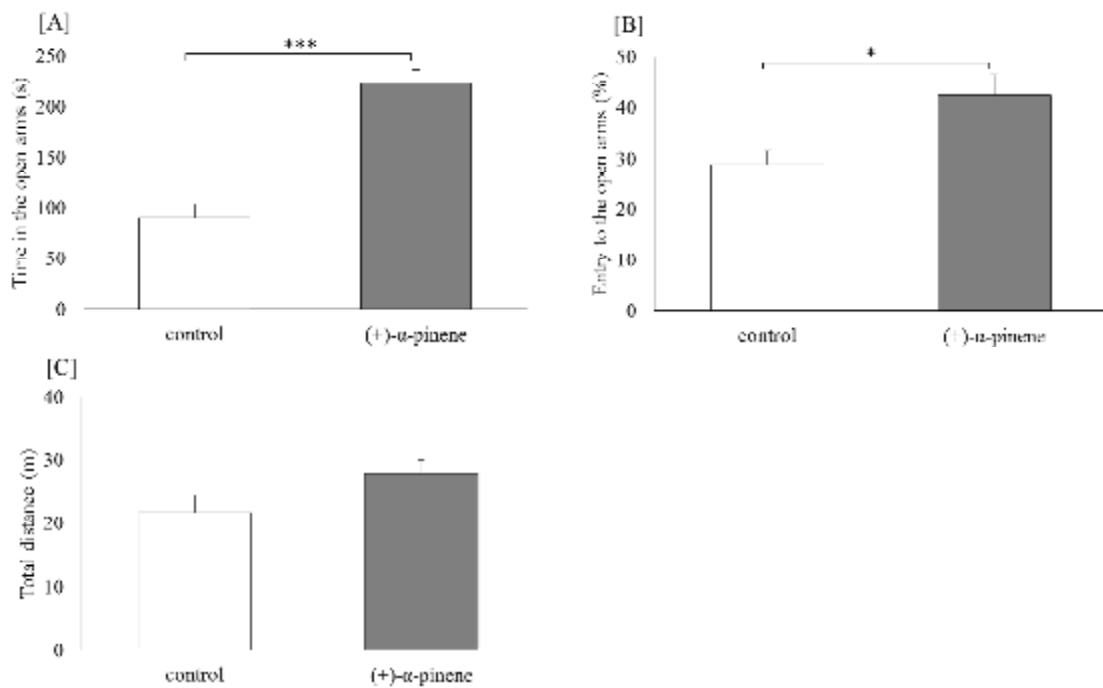 [A]
***
Time in the open arms (s)
250
200
150
100
50
0
control (+)-α-pinene
[B]
*
Entry to the open arms (%)
50
40
30
20
10
0
control (+)-α-pinene
[C]
Total distance (m)
40
30
20
10
0
control (+)-α-pinene